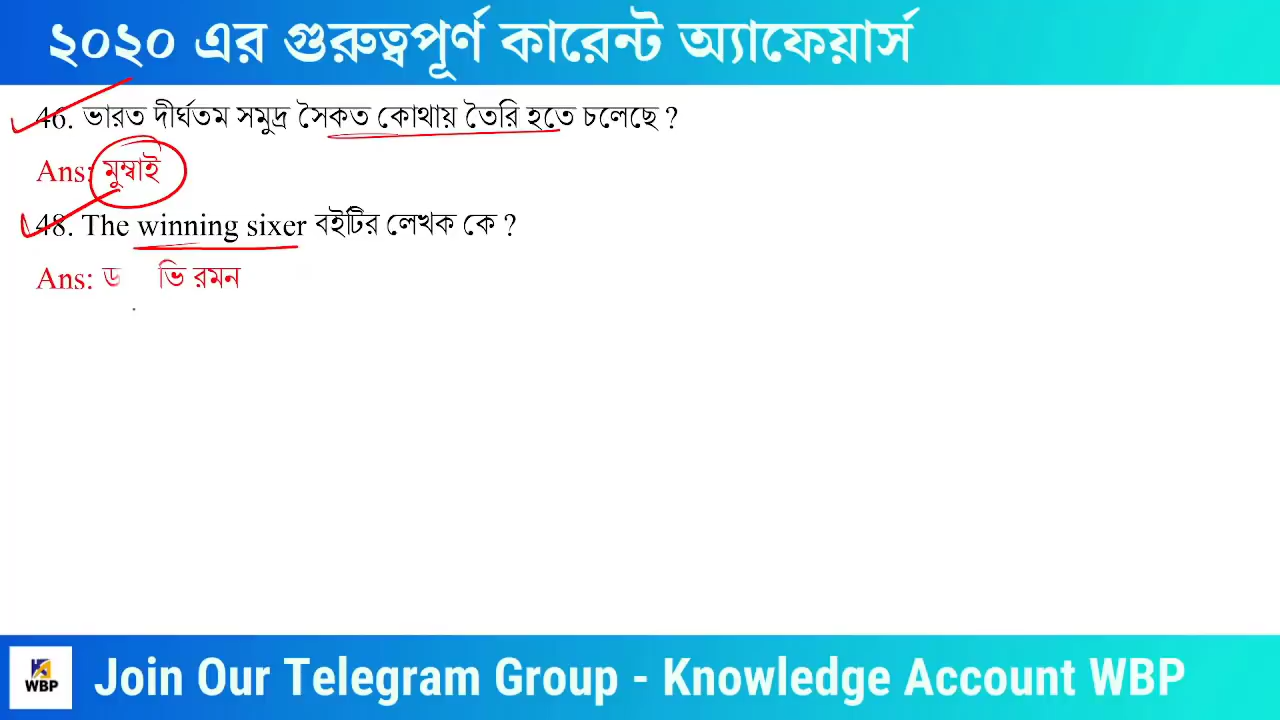 ২০২০ এর গুরুত্বপূর্ণ কারেন্ট অ্যাফেয়ার্স
46. ভারত দীর্ঘতম সমুদ্র সৈকত কোথায় তৈরি হতে চলেছে ?
Ans: মুম্বাই
48. The winning sixer বইটির লেখক কে ?
Ans: ভি রমন
WBP
Join Our Telegram Group - Knowledge Account WBP